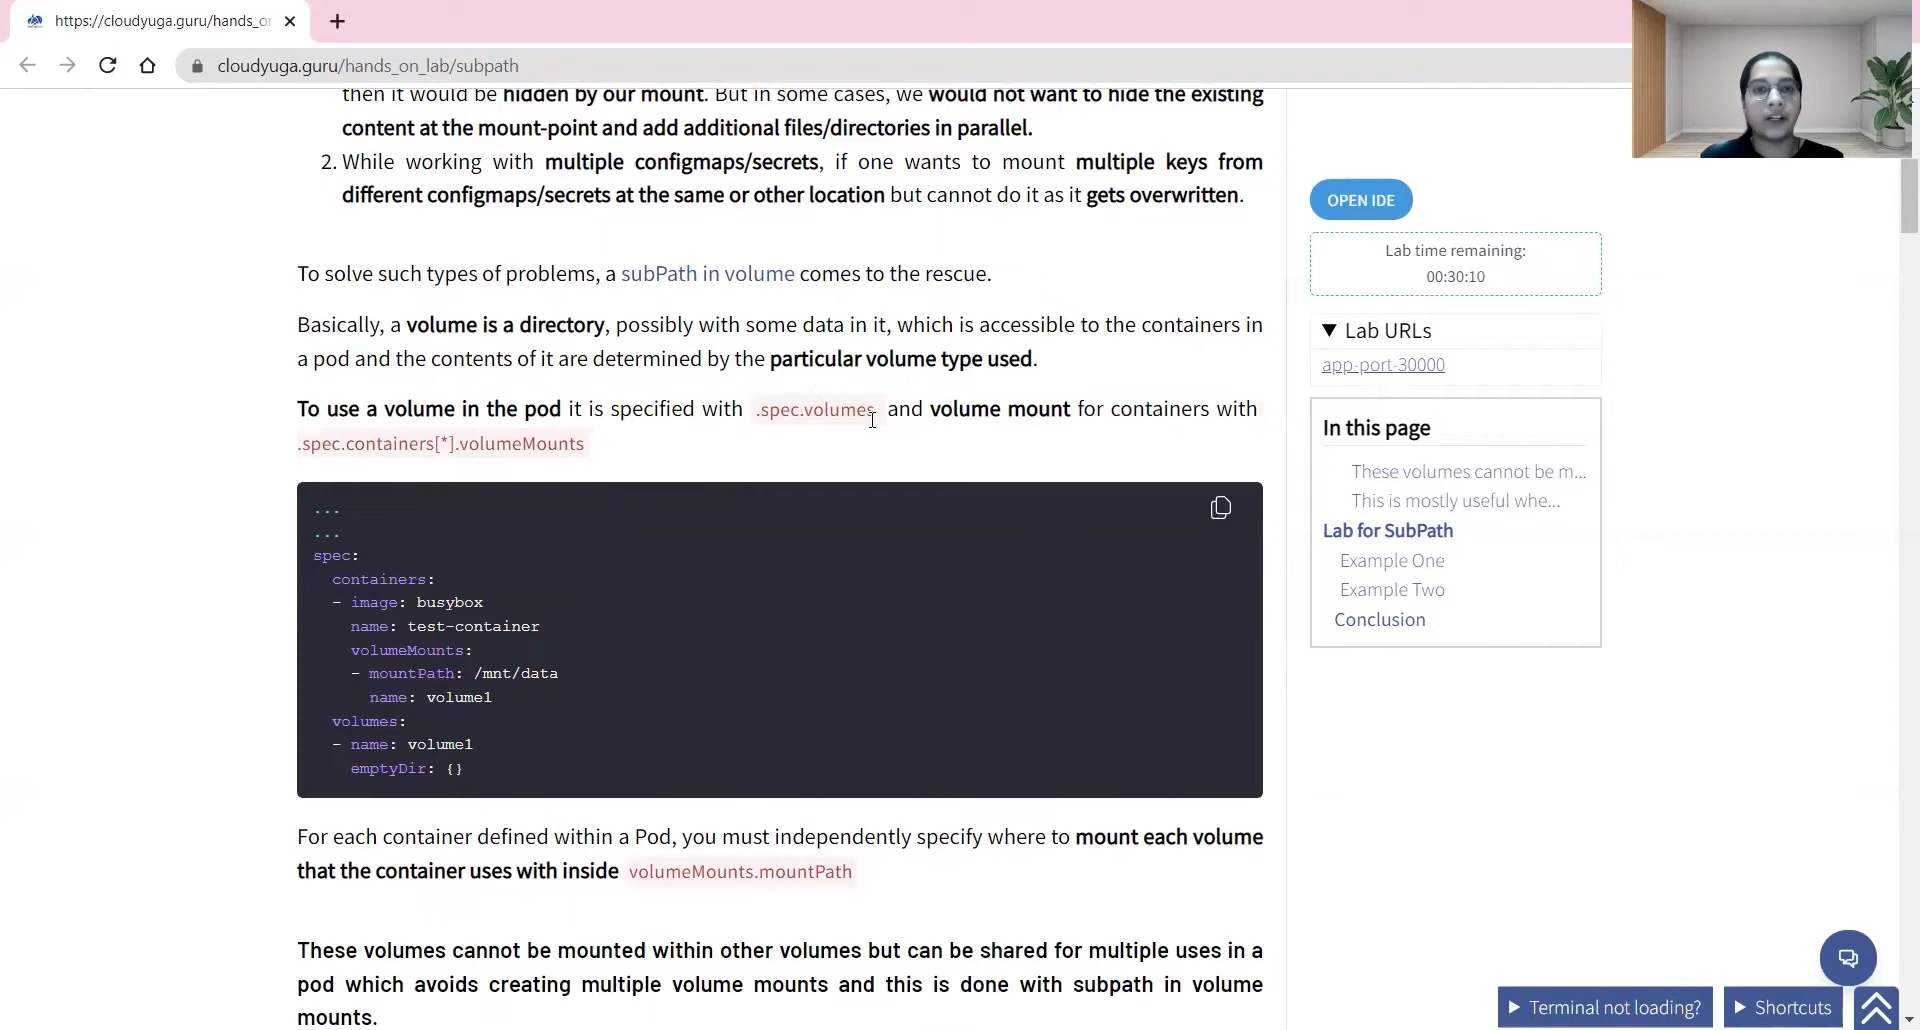 https://cloudyuga.guru/hands_or
cloudyuga.guru/hands_on_lab/subpath
then it would be hidden by our mount. But in some cases, we would not want to hide the existing
content at the mount-point and add additional files/directories in parallel.
2. While working with multiple configmaps/secrets, if one wants to mount multiple keys from
different configmaps/secrets at the same or other location but cannot do it as it gets overwritten.
To solve such types of problems, a subPath in volume comes to the rescue.
Basically, a volume is a directory, possibly with some data in it, which is accessible to the containers in
a pod and the contents of it are determined by the particular volume type used.
To use a volume in the pod it is specified with .spec.volumes and volume mount for containers with
.spec.containers[*].volumeMounts
...
...
spec:
  containers:
  - image: busybox
    name: test-container
    volumeMounts:
    - mountPath: /mnt/data
      name: volume1
  volumes:
  - name: volume1
    emptyDir: {}
For each container defined within a Pod, you must independently specify where to mount each volume
that the container uses with inside volumeMounts.mountPath
These volumes cannot be mounted within other volumes but can be shared for multiple uses in a
pod which avoids creating multiple volume mounts and this is done with subpath in volume
mounts.
OPEN IDE
Lab time remaining:
00:30:10
▼ Lab URLs
app-port-30000
In this page
These volumes cannot be m...
This is mostly useful whe...
Lab for SubPath
Example One
Example Two
Conclusion
Terminal not loading?
Shortcuts